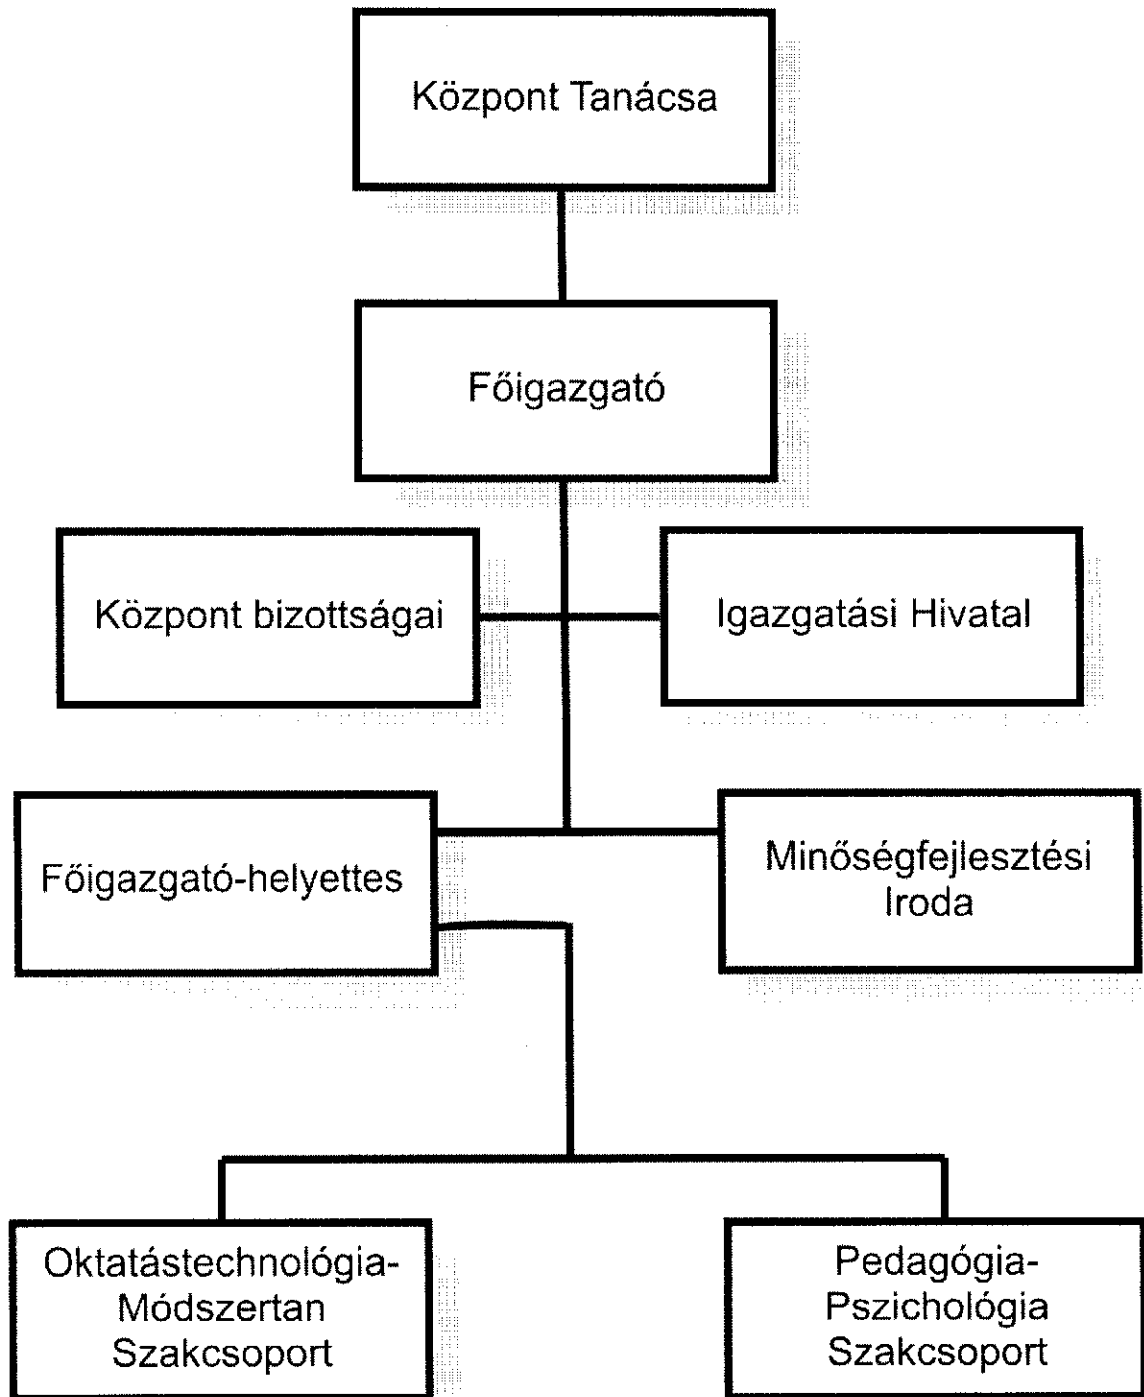 Központ Tanácsa
Főigazgató
Központ bizottságai
Igazgatási Hivatal
Főigazgató-helyettes
Minőségfejlesztési
Iroda
Oktatástechnológia-
Módszertan
Szakcsoport
Pedagógia-
Pszichológia
Szakcsoport